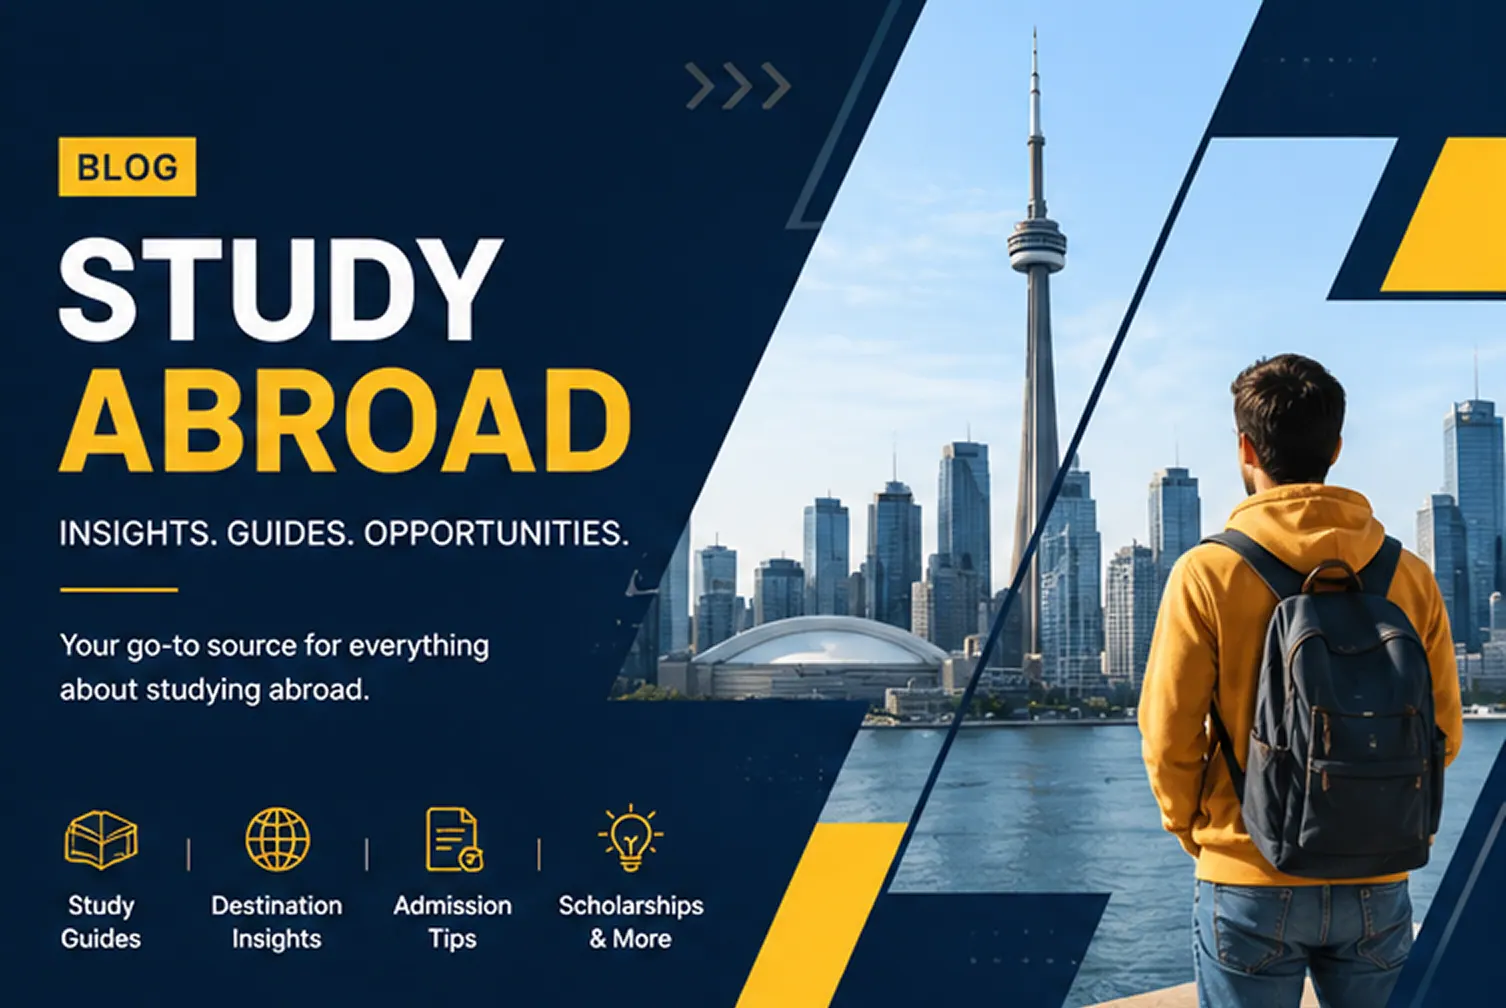 BLOG
STUDY
ABROAD
INSIGHTS. GUIDES. OPPORTUNITIES.
Your go-to source for everything
about studying abroad.
Study
Guides
Destination
Insights
Admission
Tips
Scholarships
& More